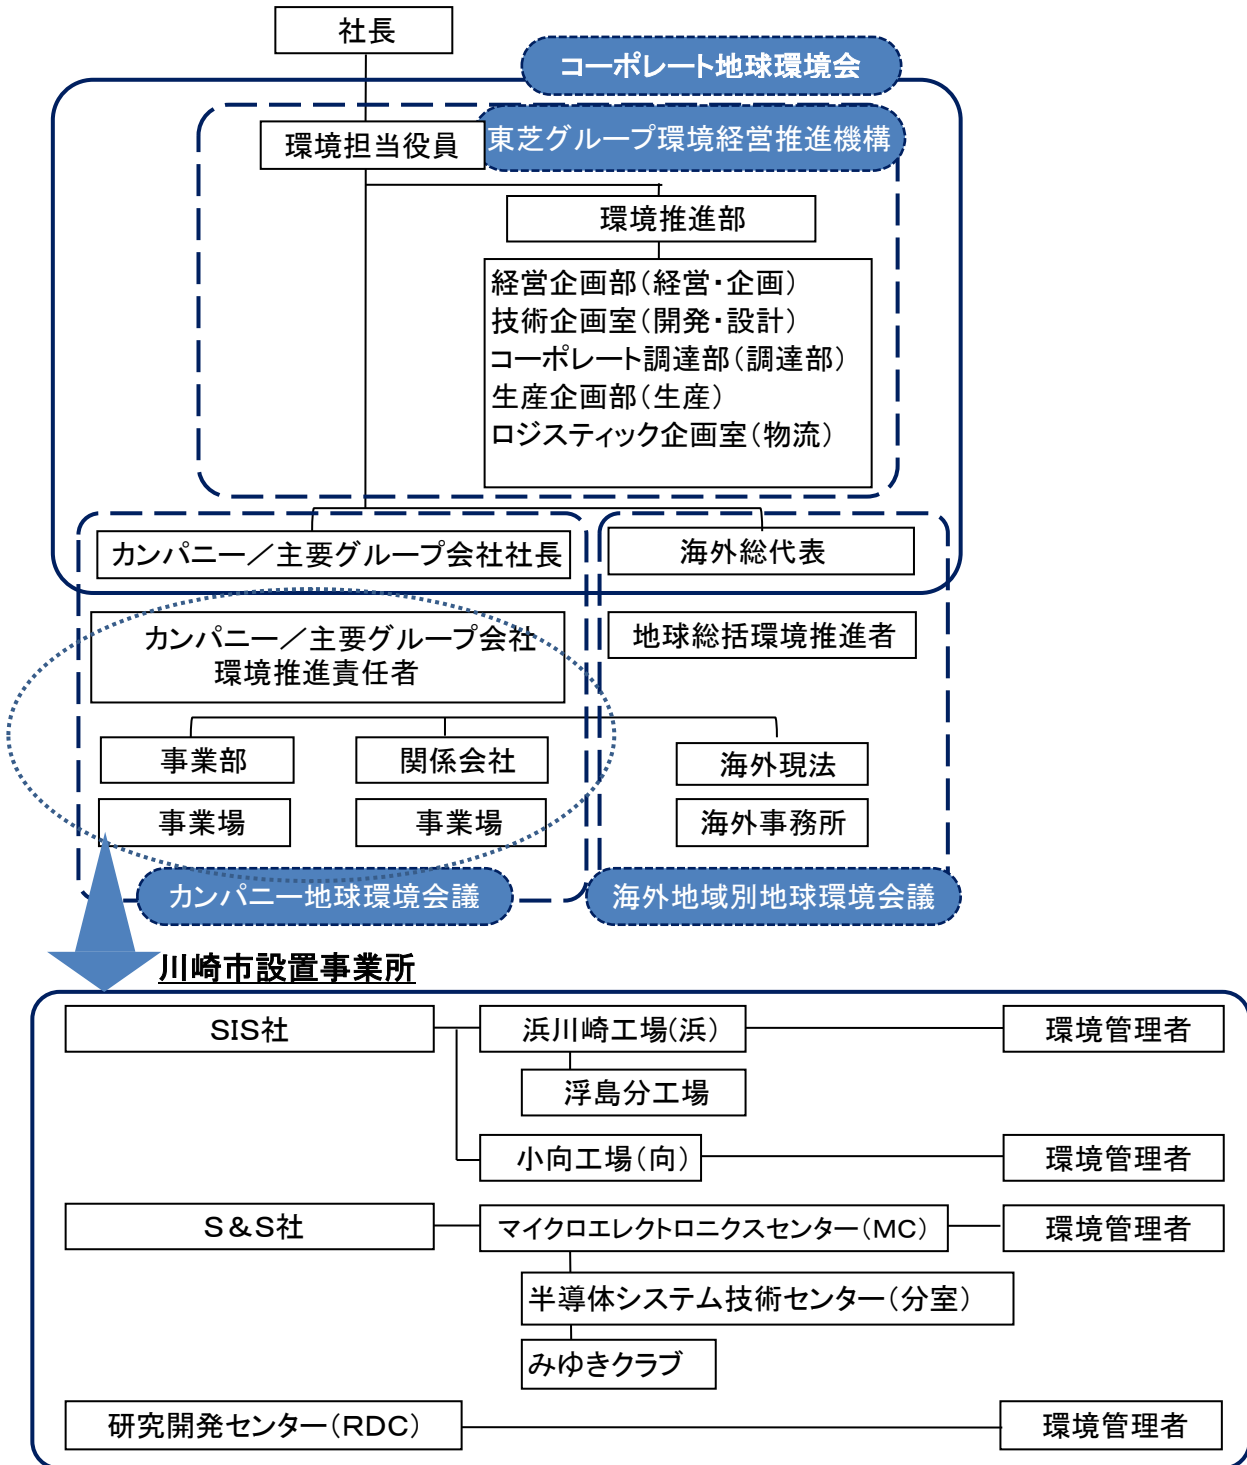 社長
コーポレート地球環境会
環境担当役員
東芝グループ環境経営推進機構
環境推進部
経営企画部(経営・企画)
技術企画室(開発・設計)
コーポレート調達部(調達部)
生産企画部(生産)
ロジスティック企画室(物流)
カンパニー／主要グループ会社社長
海外総代表
カンパニー／主要グループ会社
環境推進責任者
地球総括環境推進者
事業部
関係会社
海外現法
事業場
事業場
海外事務所
カンパニー地球環境会議
海外地域別地球環境会議
川崎市設置事業所
SIS社
浜川崎工場(浜)
環境管理者
浮島分工場
小向工場(向)
環境管理者
S&S社
マイクロエレクトロニクスセンター(MC)
環境管理者
半導体システム技術センター(分室)
みゆきクラブ
研究開発センター(RDC)
環境管理者